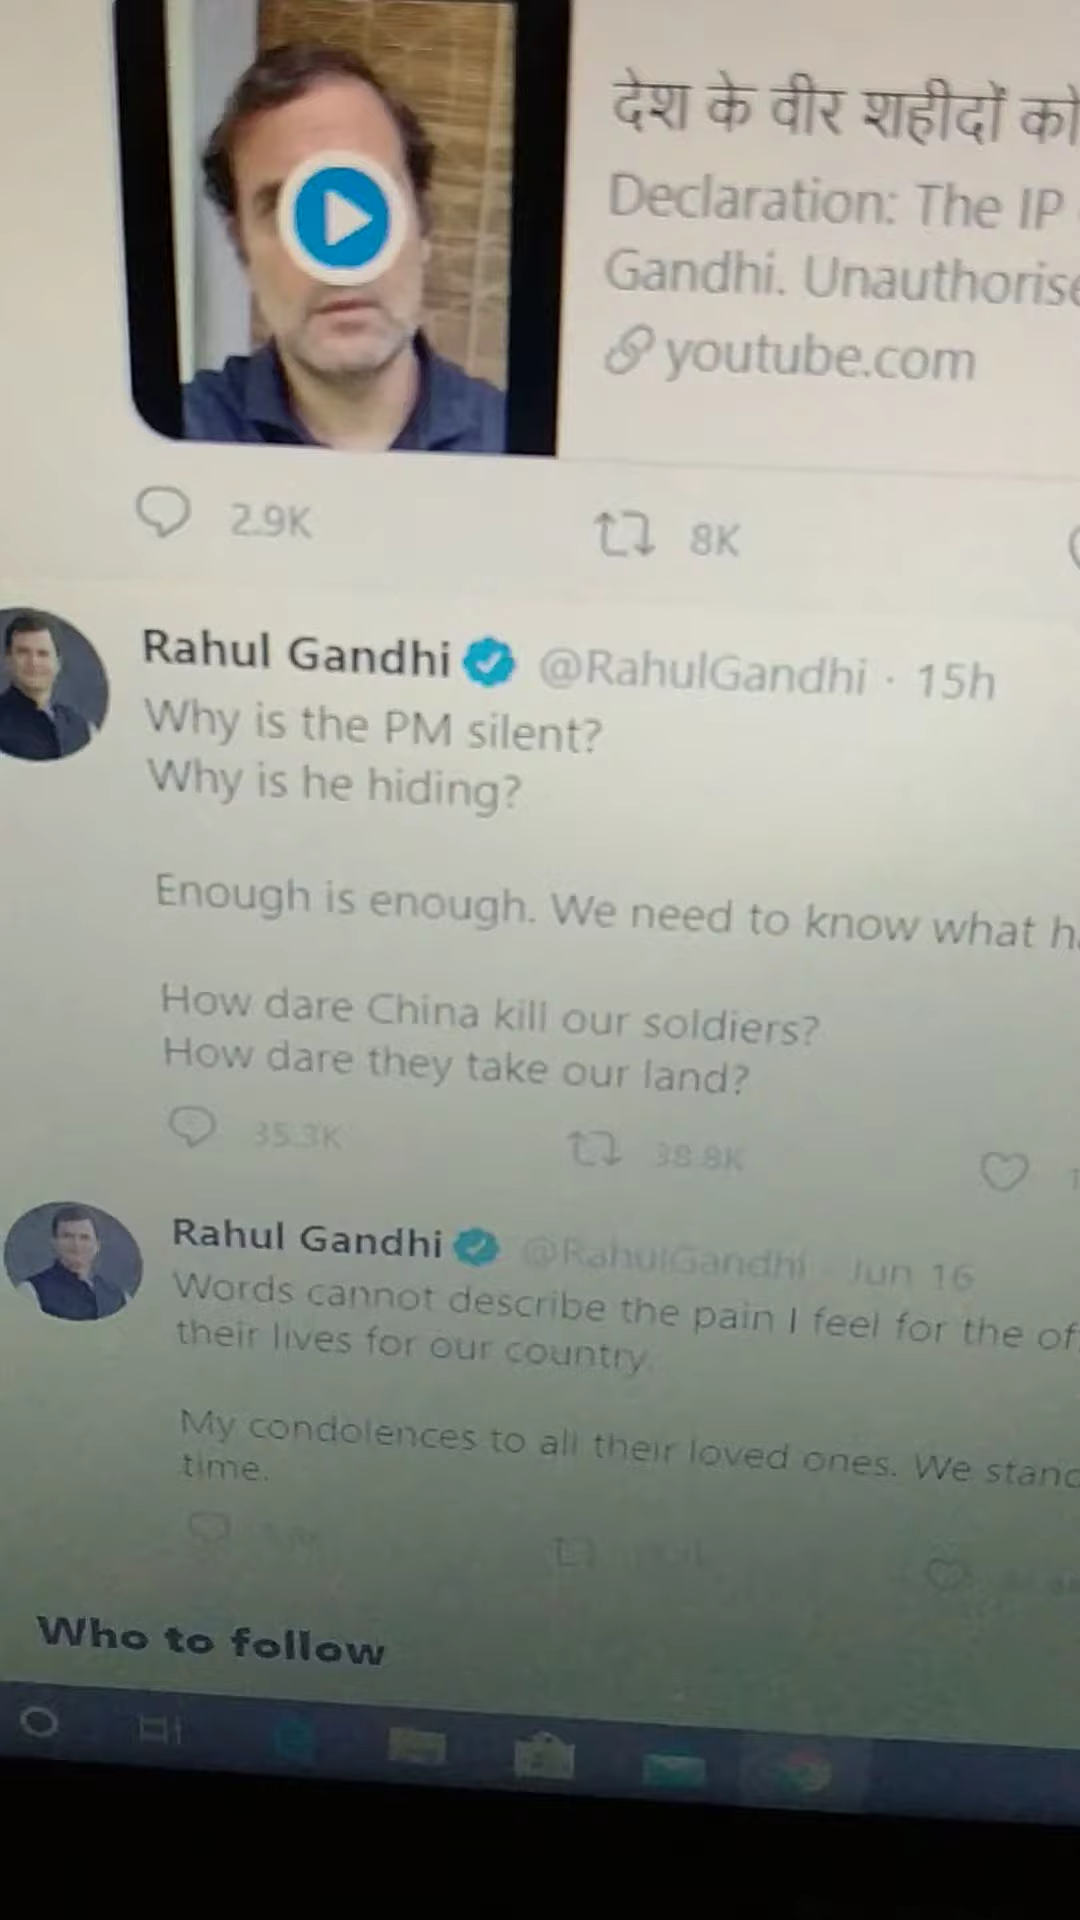 देश के वीर शहीदों को
Declaration: The IP
Gandhi. Unauthorise
youtube.com
2.9K 8K
Rahul Gandhi @RahulGandhi · 15h
Why is the PM silent?
Why is he hiding?
Enough is enough. We need to know what ha
How dare China kill our soldiers?
How dare they take our land?
35.3K 38.8K 1
Rahul Gandhi @RahulGandhi · Jun 16
Words cannot describe the pain I feel for the of
their lives for our country.
My condolences to all their loved ones. We stand
time.
Who to follow